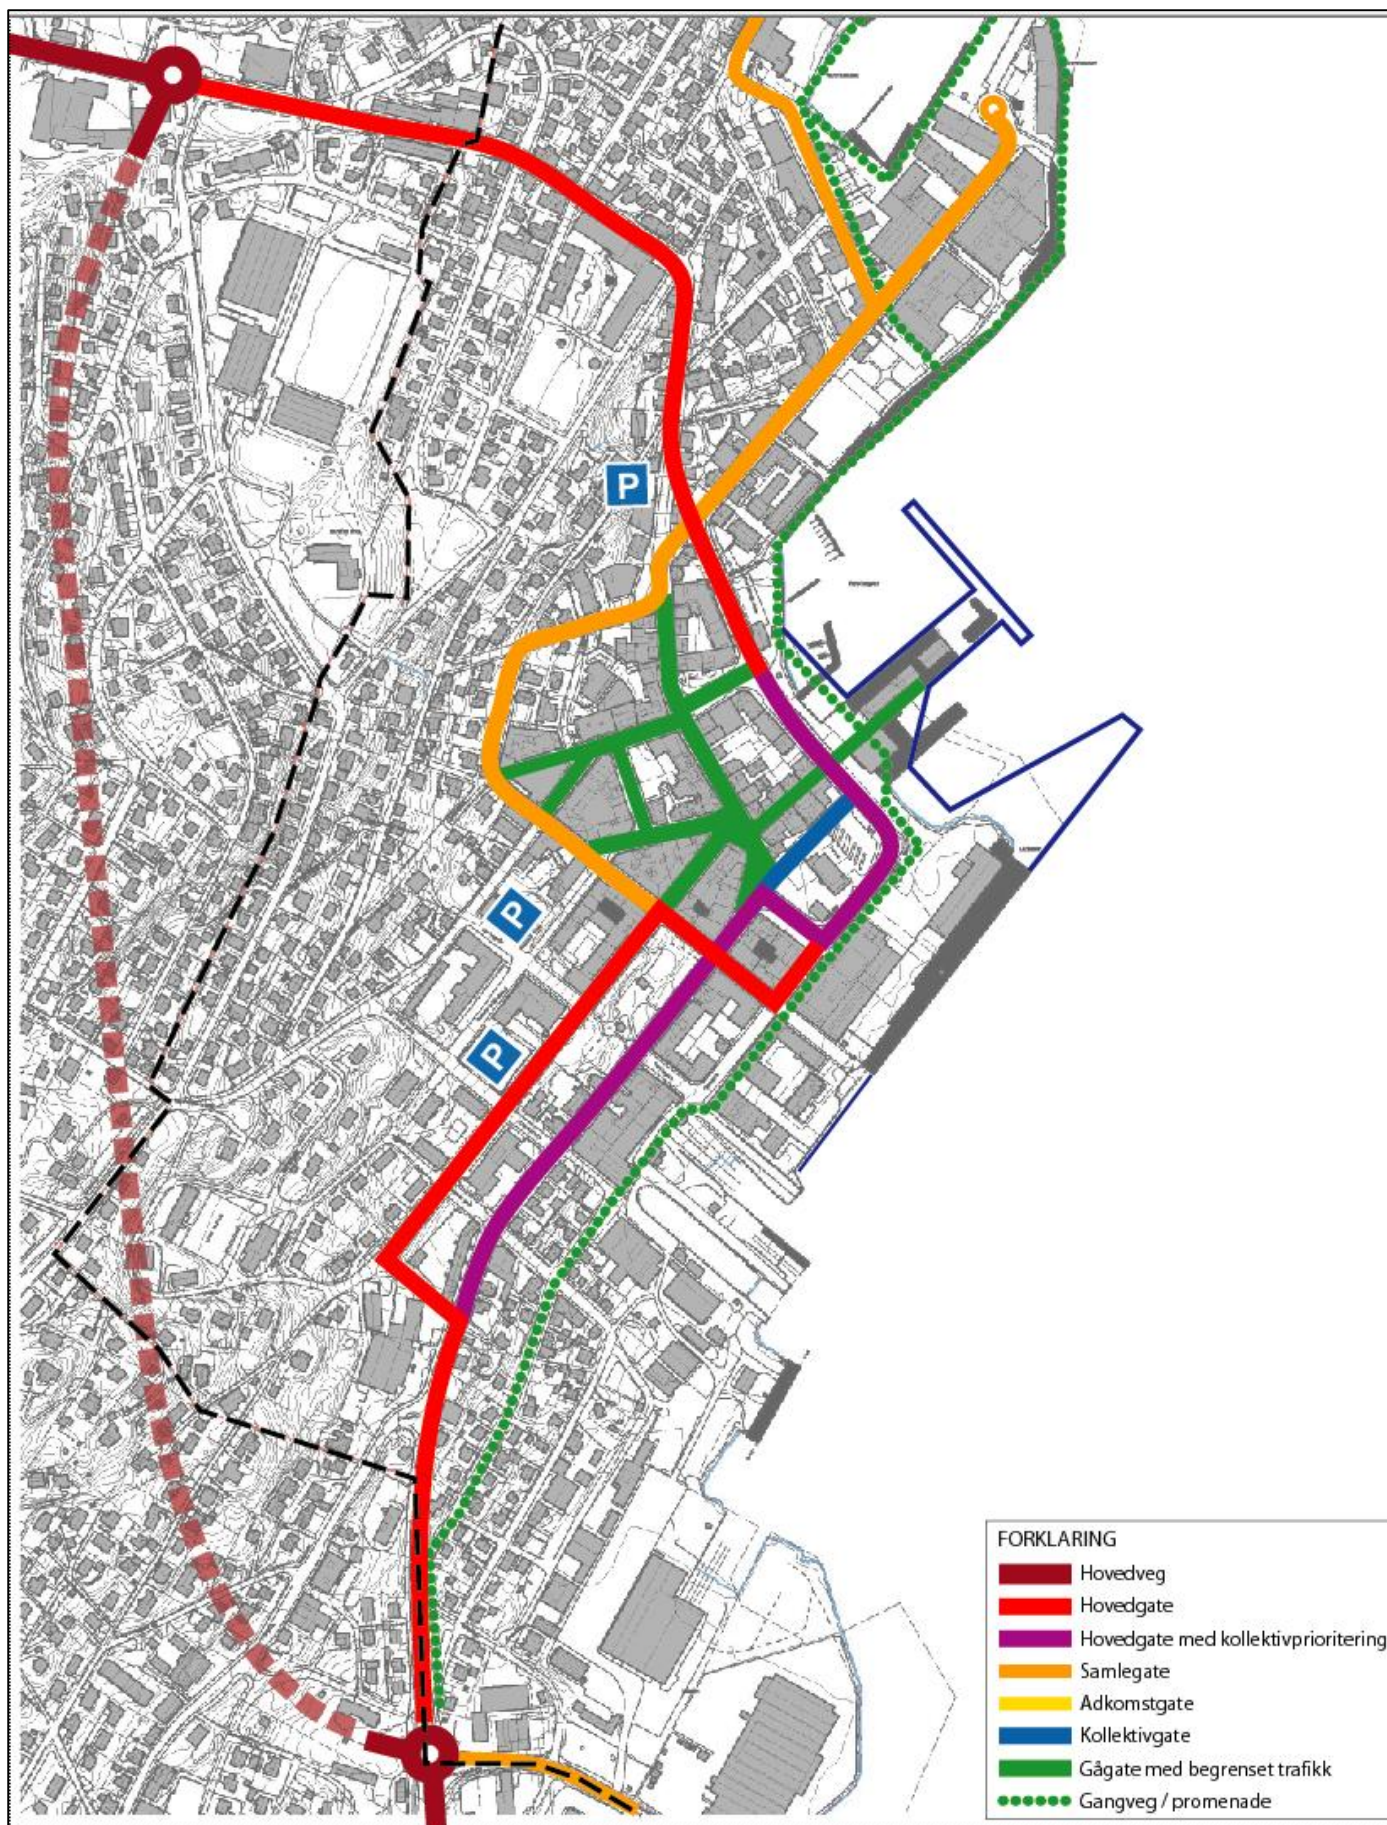 P
P
P
FORKLARING
Hovedveg
Hovedgate
Hovedgate med kollektivprioritering
Samlegate
Adkomstgate
Kollektivgate
Gågate med begrenset trafikk
Gangveg / promenade